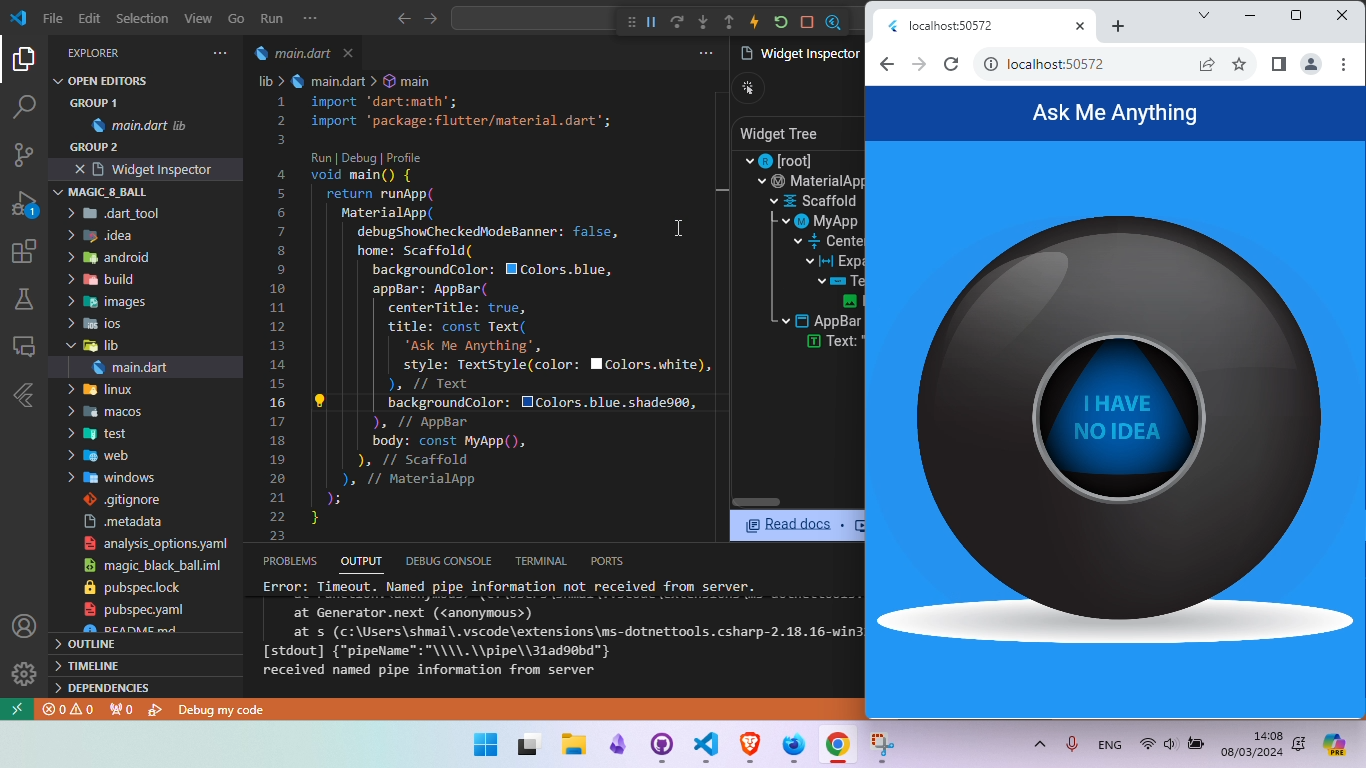 File Edit Selection View Go Run ···
EXPLORER
OPEN EDITORS
GROUP 1
main.dart lib
GROUP 2
Widget Inspector
MAGIC_8_BALL
.dart_tool
.idea
android
build
images
ios
lib
main.dart
linux
macos
test
web
windows
.gitignore
.metadata
analysis_options.yaml
magic_black_ball.iml
pubspec.lock
pubspec.yaml
README.md
OUTLINE
TIMELINE
DEPENDENCIES
1
main.dart
lib > main.dart > main
1 import 'dart:math';
2 import 'package:flutter/material.dart';
3
Run | Debug | Profile
4 void main() {
5 return runApp(
6 MaterialApp(
7 debugShowCheckedModeBanner: false,
8 home: Scaffold(
9 backgroundColor: Colors.blue,
10 appBar: AppBar(
11 centerTitle: true,
12 title: const Text(
13 'Ask Me Anything',
14 style: TextStyle(color: Colors.white),
15 ), // Text
16 backgroundColor: Colors.blue.shade900,
17 ), // AppBar
18 body: const MyApp(),
19 ), // Scaffold
20 ), // MaterialApp
21 );
22 }
23
Widget Inspector
Widget Tree
R [root]
MaterialApp
Scaffold
M MyApp
Cente
Expa
Te
AppBar
T Text: "
Read docs ·
PROBLEMS OUTPUT DEBUG CONSOLE TERMINAL PORTS
Error: Timeout. Named pipe information not received from server.
at Generator.next (<anonymous>)
at s (c:\Users\shmai\.vscode\extensions\ms-dotnettools.csharp-2.18.16-win3
[stdout] {"pipeName":"\\\\.\\pipe\\31ad90bd"}
received named pipe information from server
0 0 0 Debug my code
localhost:50572
localhost:50572
Ask Me Anything
I HAVE
NO IDEA
ENG
14:08
08/03/2024
PRE